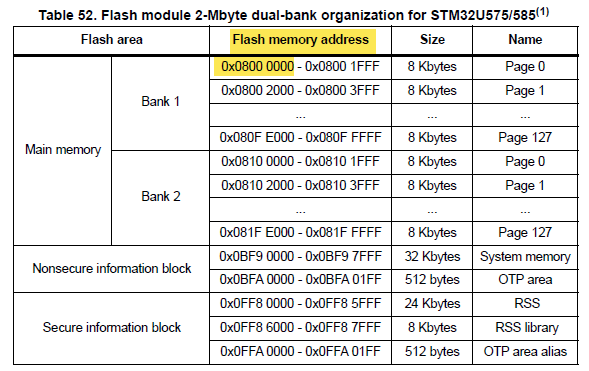 Table 52. Flash module 2-Mbyte dual-bank organization for STM32U575/585(1)
Flash area Flash memory address Size Name
Main memory
Bank 1
0x0800 0000 - 0x0800 1FFF 8 Kbytes Page 0
0x0800 2000 - 0x0800 3FFF 8 Kbytes Page 1
... ... ...
0x080F E000 - 0x080F FFFF 8 Kbytes Page 127
Bank 2
0x0810 0000 - 0x0810 1FFF 8 Kbytes Page 0
0x0810 2000 - 0x0810 3FFF 8 Kbytes Page 1
... ... ...
0x081F E000 - 0x081F FFFF 8 Kbytes Page 127
Nonsecure information block
0x0BF9 0000 - 0x0BF9 7FFF 32 Kbytes System memory
0x0BFA 0000 - 0x0BFA 01FF 512 bytes OTP area
Secure information block
0x0FF8 0000 - 0x0FF8 5FFF 24 Kbytes RSS
0x0FF8 6000 - 0x0FF8 7FFF 8 Kbytes RSS library
0x0FFA 0000 - 0x0FFA 01FF 512 bytes OTP area alias